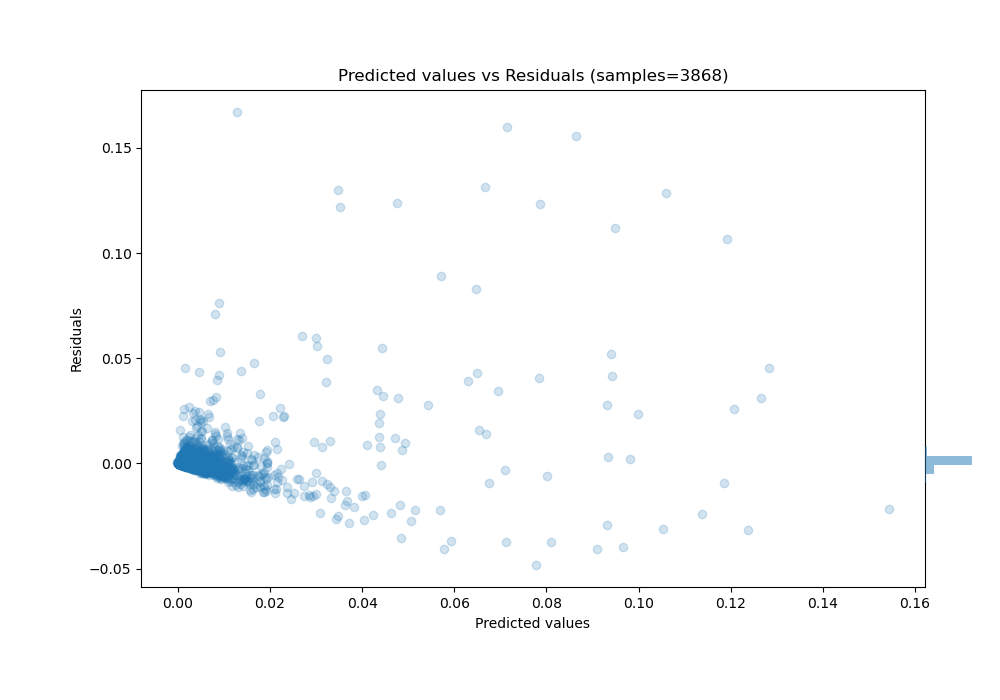 Predicted values vs Residuals (samples=3868)
0.15
0.10
0.05
0.00
−0.05
Residuals
0.00 0.02 0.04 0.06 0.08 0.10 0.12 0.14 0.16
Predicted values